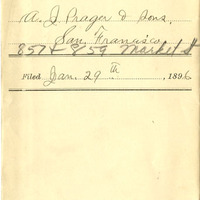 A. J. Prager & Sons.
San Francisco
857 & 859 Market St
Filed Jan. 29th, 1896